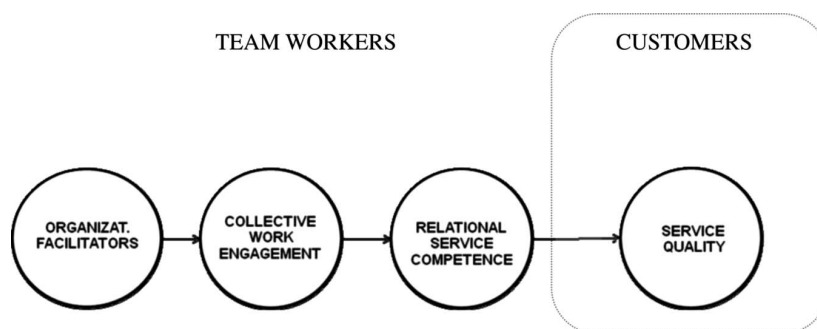 TEAM WORKERS
CUSTOMERS
ORGANIZAT.
FACILITATORS
COLLECTIVE
WORK
ENGAGEMENT
RELATIONAL
SERVICE
COMPETENCE
SERVICE
QUALITY